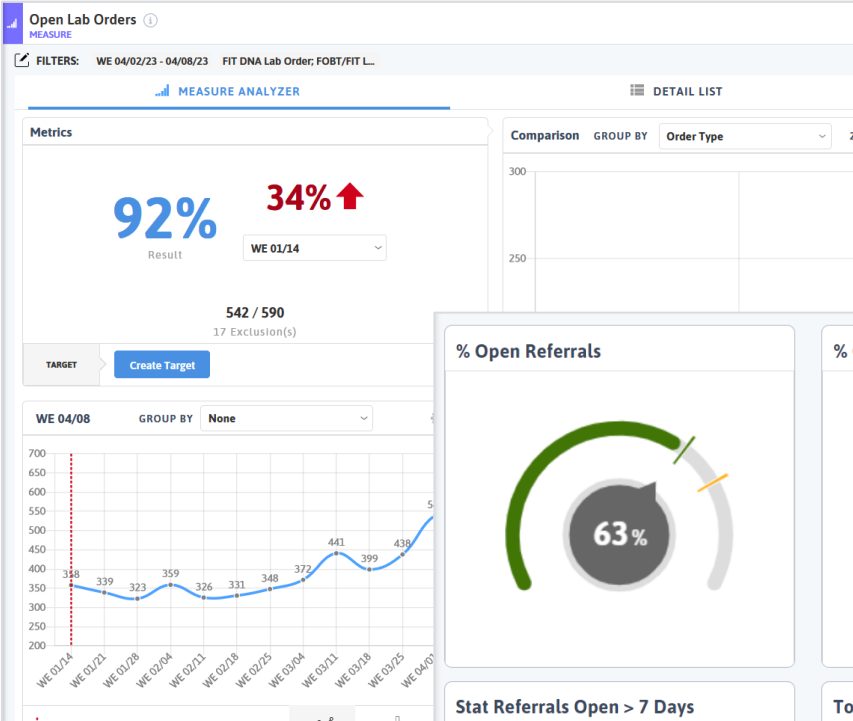 Open Lab Orders
MEASURE
FILTERS: WE 04/02/23 - 04/08/23 FIT DNA Lab Order; FOBT/FIT L...
MEASURE ANALYZER
DETAIL LIST
Metrics
92%
Result
34%
WE 01/14
542 / 590
17 Exclusion(s)
TARGET
Create Target
Comparison GROUP BY Order Type
300
250
WE 04/08 GROUP BY None
700
650
600
550
500
450
400
350
300
250
200
339
323
359
326
331
348
372
441
399
438
WE 01/14
WE 01/21
WE 01/28
WE 02/04
WE 02/11
WE 02/18
WE 02/25
WE 03/04
WE 03/11
WE 03/18
WE 03/25
% Open Referrals
63%
%
Stat Referrals Open > 7 Days
To